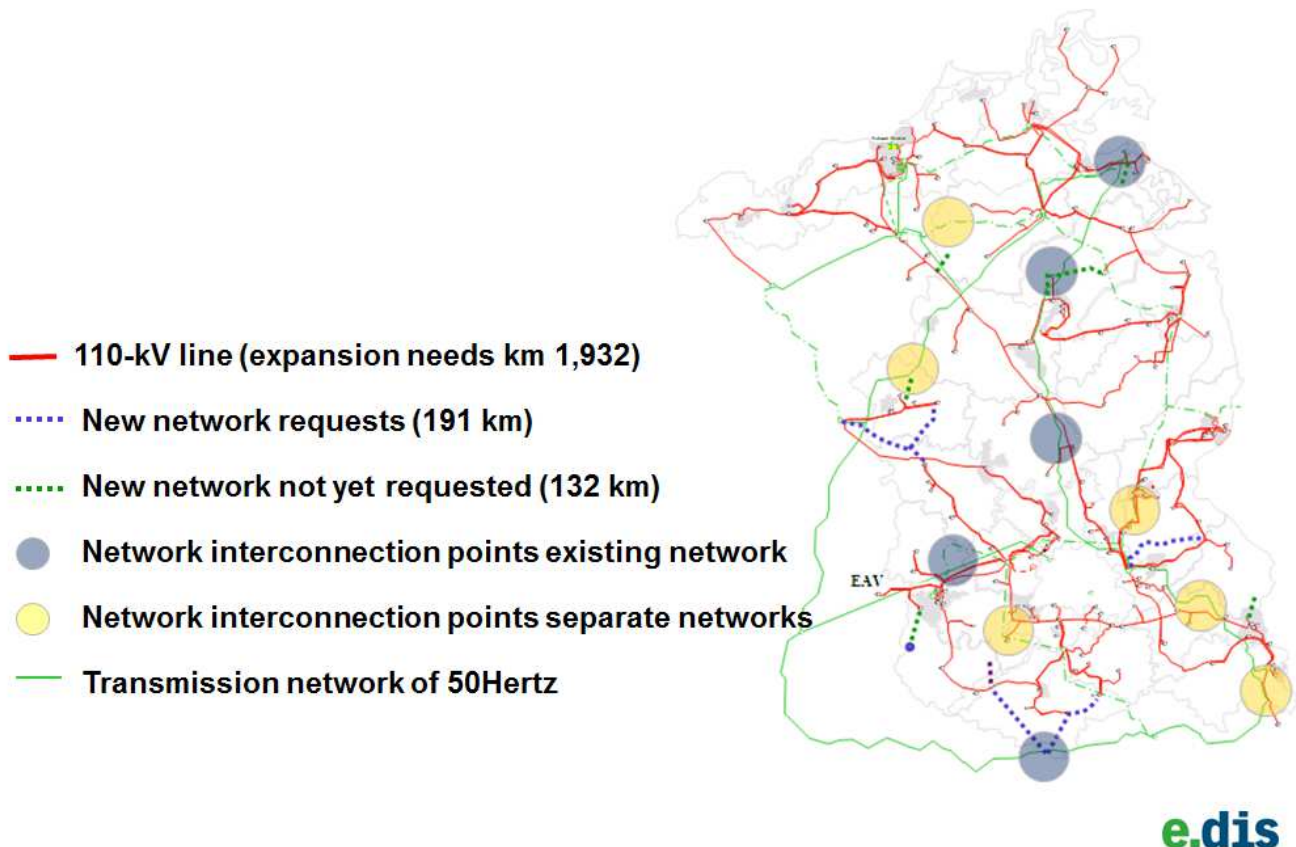 110-kV line (expansion needs km 1,932)
New network requests (191 km)
New network not yet requested (132 km)
Network interconnection points existing network
EAV
Network interconnection points separate networks
Transmission network of 50Hertz
e.dis